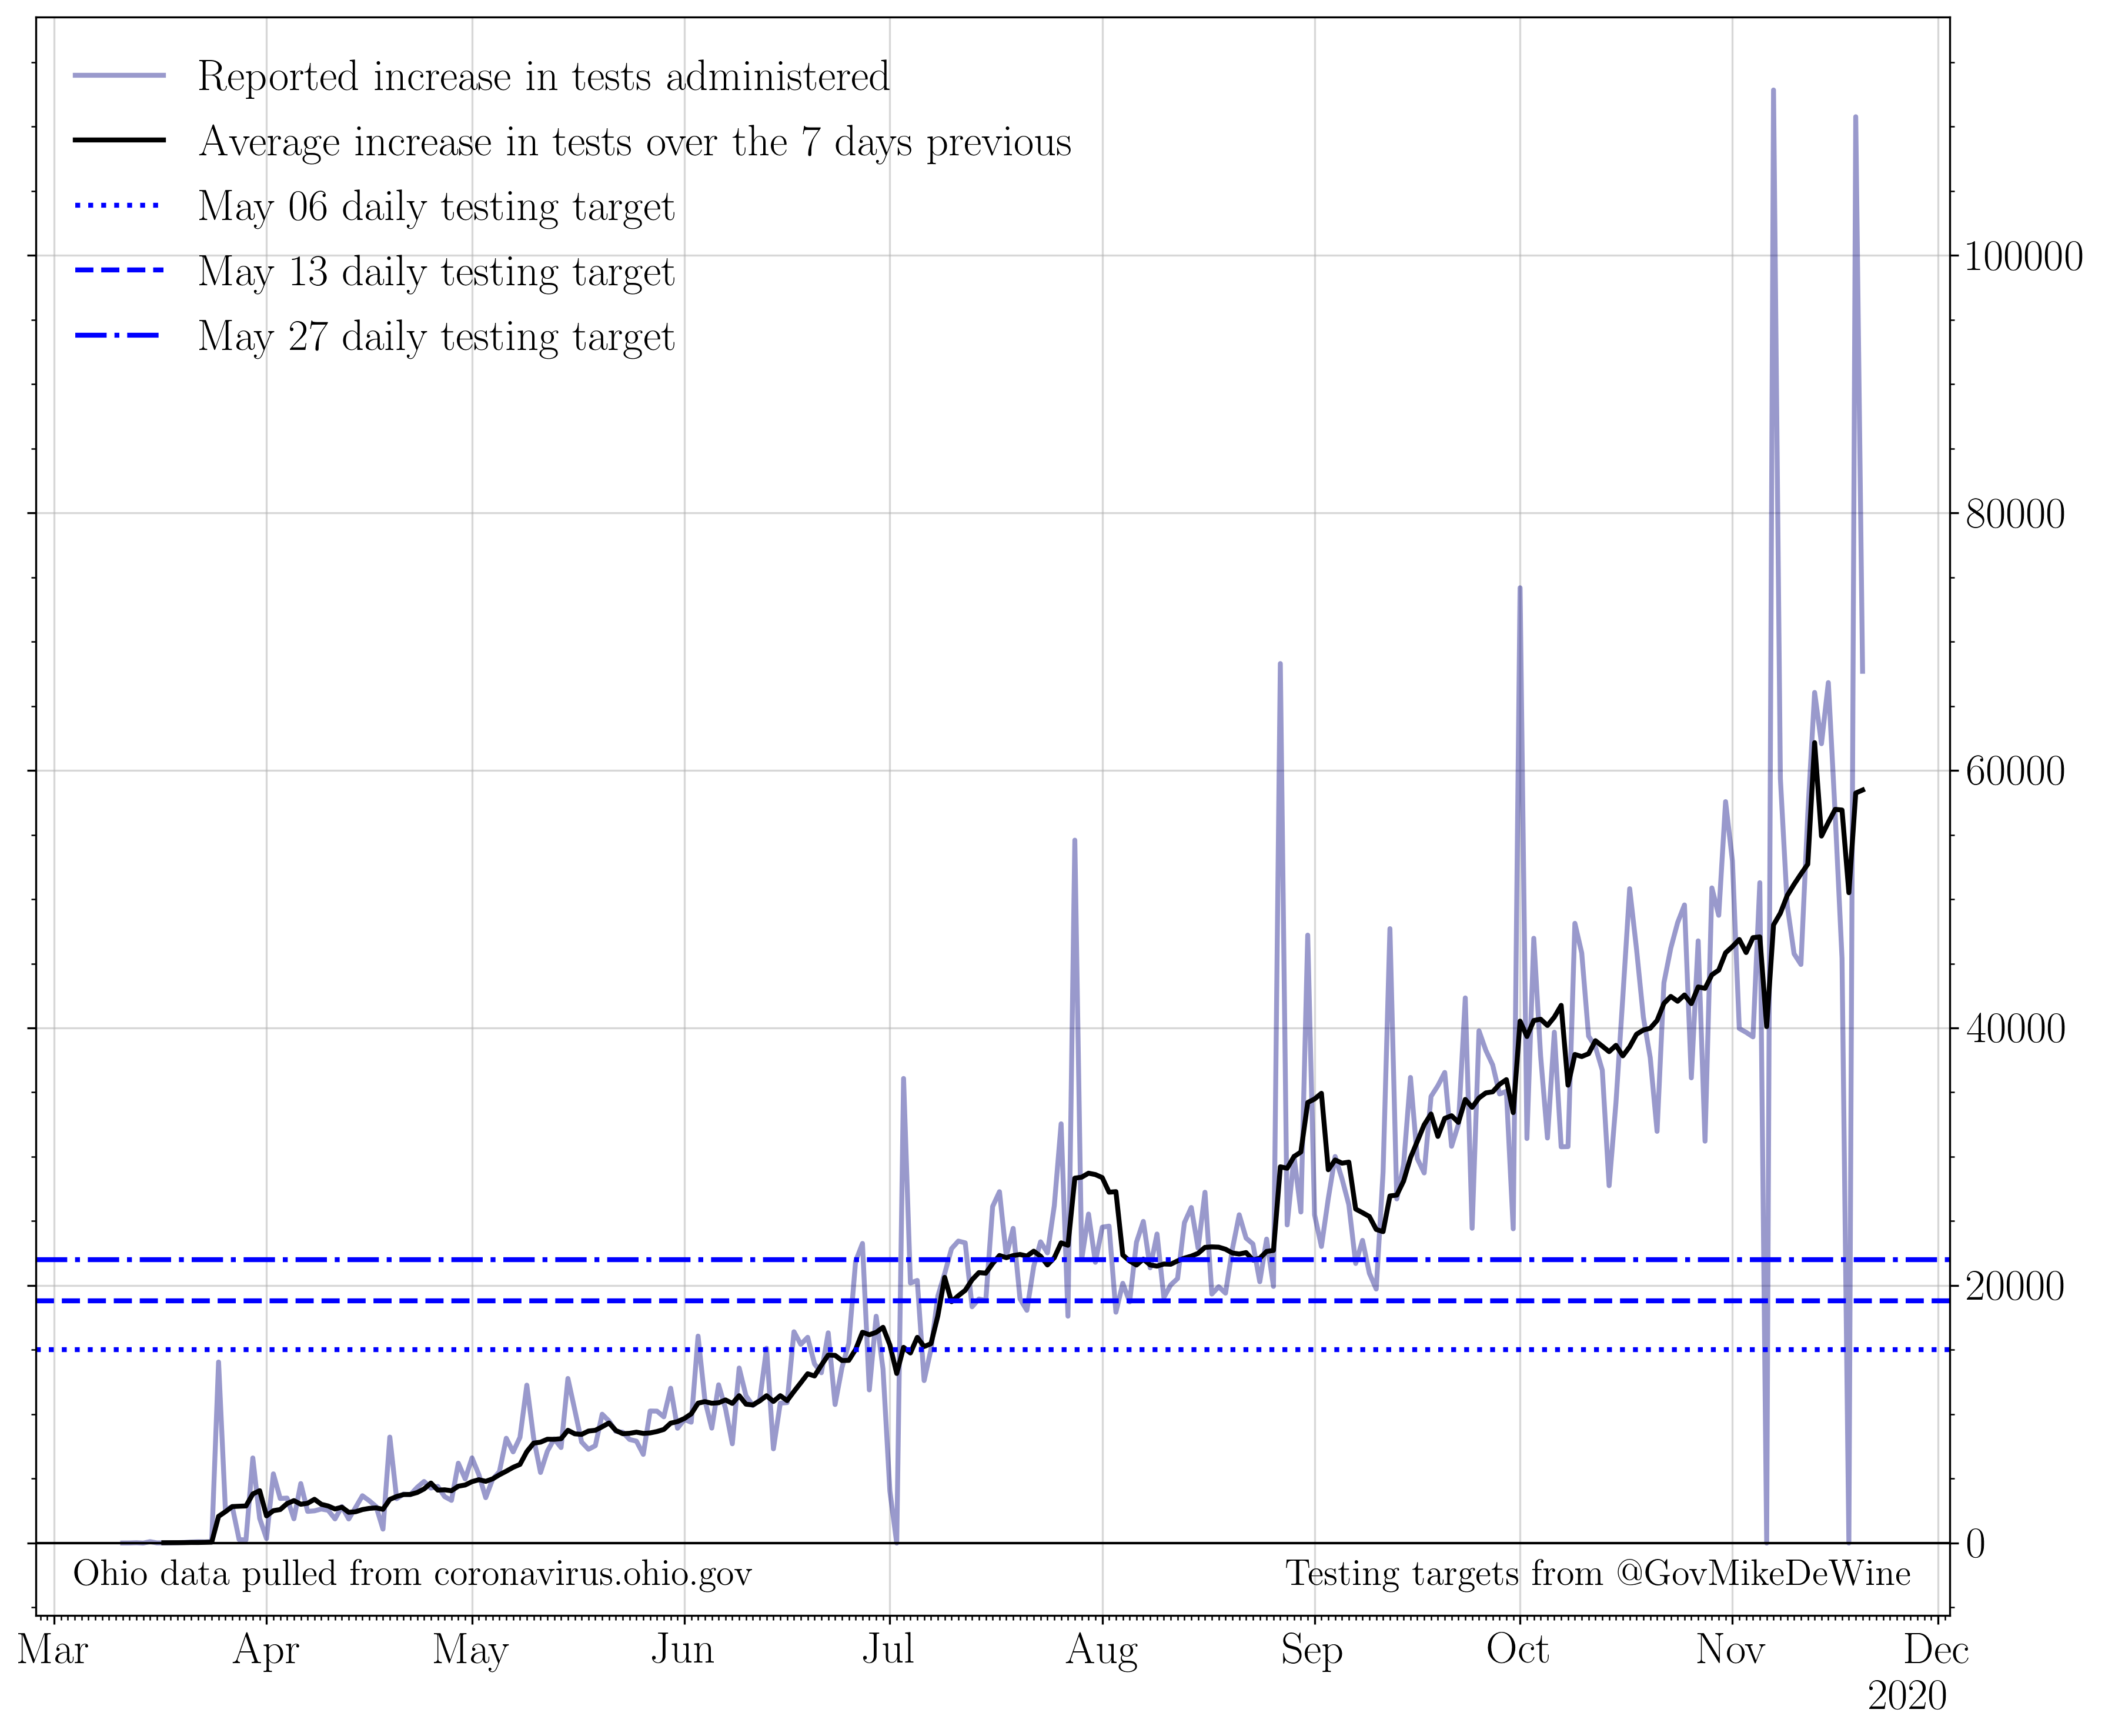 Reported increase in tests administered
Average increase in tests over the 7 days previous
May 06 daily testing target
May 13 daily testing target
May 27 daily testing target
100000
80000
60000
40000
20000
0
Ohio data pulled from coronavirus.ohio.gov
Testing targets from @GovMikeDeWine
Mar Apr May Jun Jul Aug Sep Oct Nov Dec
2020